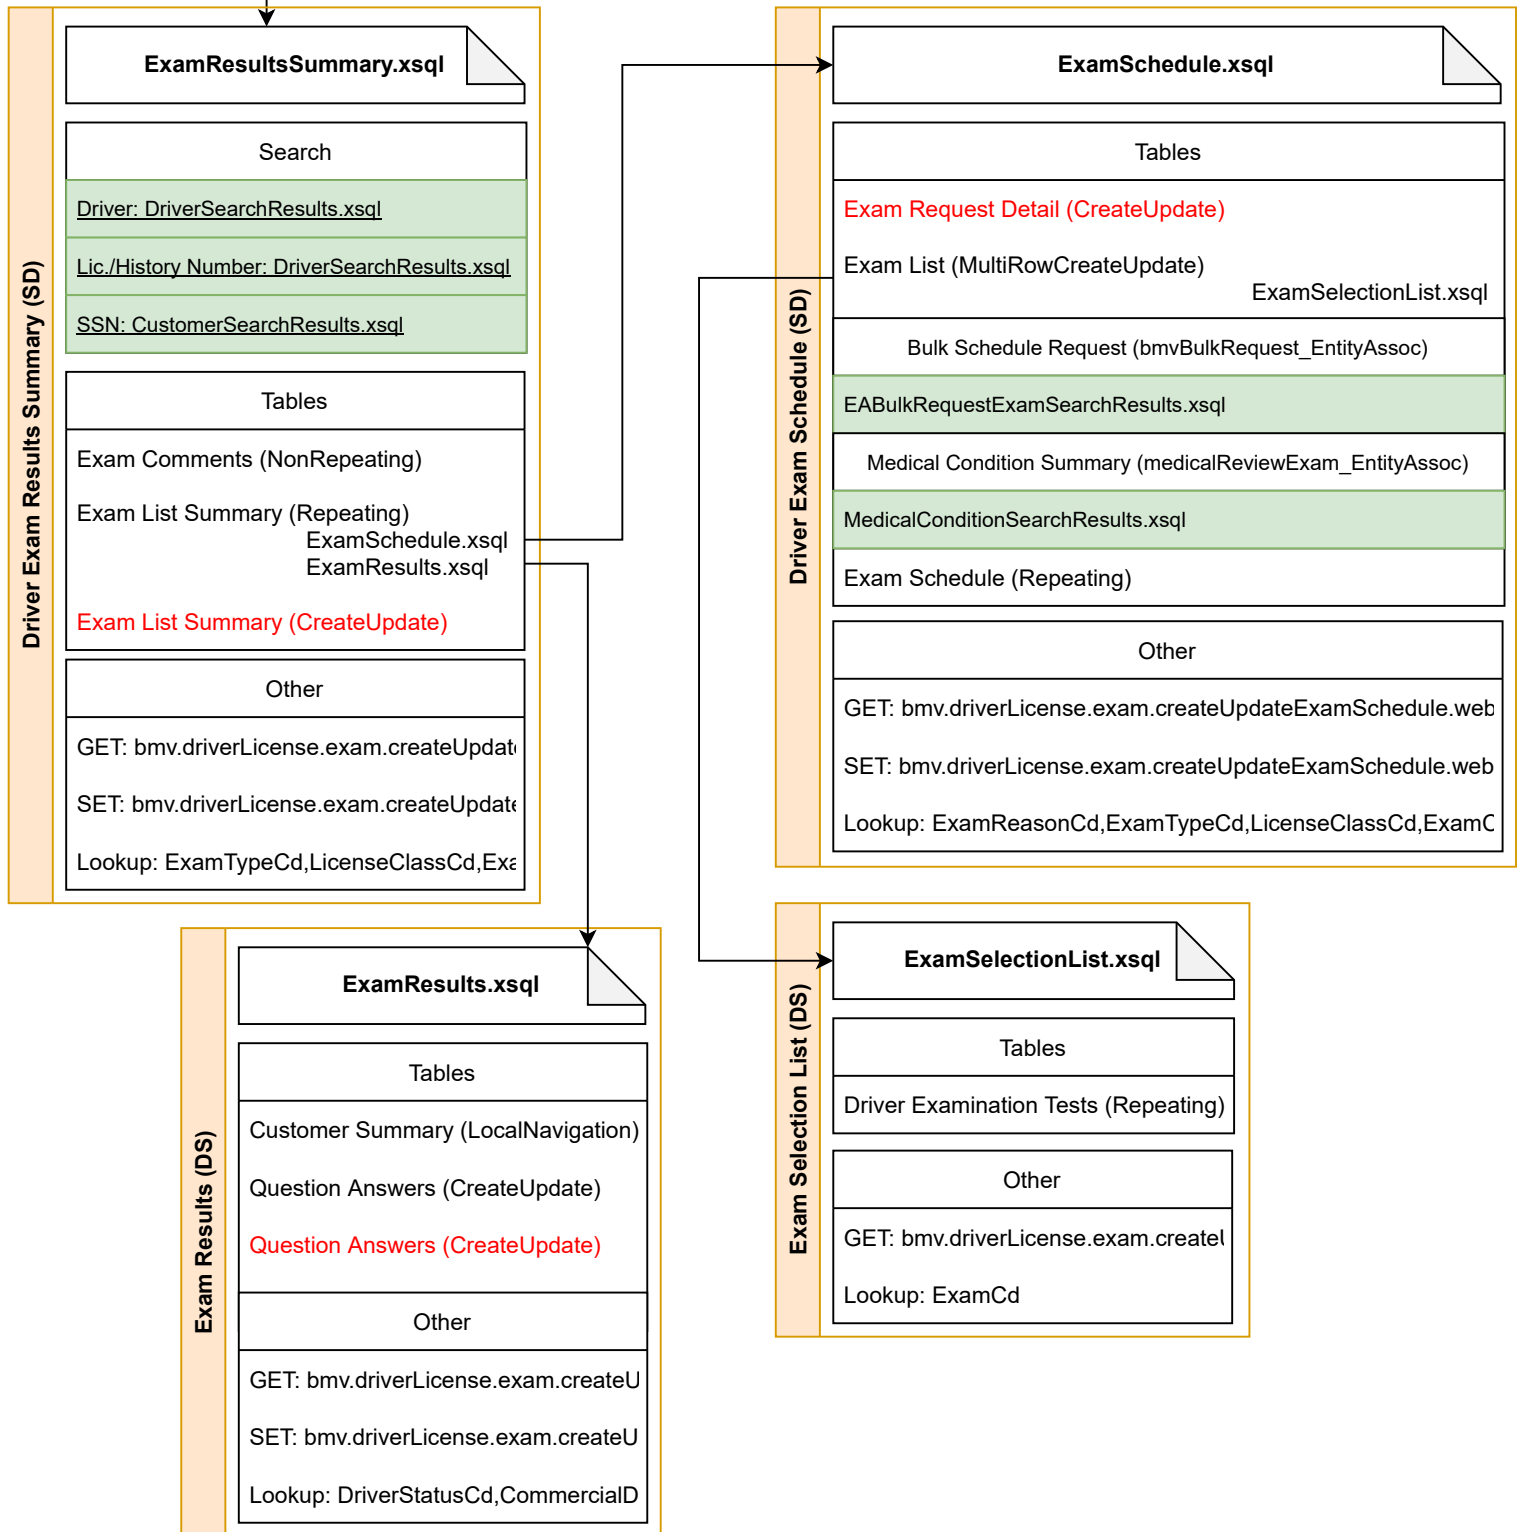 Driver Exam Results Summary (SD)
ExamResultsSummary.xsql
Search
Driver: DriverSearchResults.xsql
Lic./History Number: DriverSearchResults.xsql
SSN: CustomerSearchResults.xsql
Tables
Exam Comments (NonRepeating)
Exam List Summary (Repeating)
ExamSchedule.xsql
ExamResults.xsql
Exam List Summary (CreateUpdate)
Other
GET: bmv.driverLicense.exam.createUpdat
SET: bmv.driverLicense.exam.createUpdate
Lookup: ExamTypeCd,LicenseClassCd,Exa
Driver Exam Schedule (SD)
ExamSchedule.xsql
Tables
Exam Request Detail (CreateUpdate)
Exam List (MultiRowCreateUpdate)
ExamSelectionList.xsql
Bulk Schedule Request (bmvBulkRequest_EntityAssoc)
EABulkRequestExamSearchResults.xsql
Medical Condition Summary (medicalReviewExam_EntityAssoc)
MedicalConditionSearchResults.xsql
Exam Schedule (Repeating)
Other
GET: bmv.driverLicense.exam.createUpdateExamSchedule.web
SET: bmv.driverLicense.exam.createUpdateExamSchedule.web
Lookup: ExamReasonCd,ExamTypeCd,LicenseClassCd,ExamC
Exam Results (DS)
ExamResults.xsql
Tables
Customer Summary (LocalNavigation)
Question Answers (CreateUpdate)
Question Answers (CreateUpdate)
Other
GET: bmv.driverLicense.exam.createU
SET: bmv.driverLicense.exam.createU
Lookup: DriverStatusCd,CommercialD
Exam Selection List (DS)
ExamSelectionList.xsql
Tables
Driver Examination Tests (Repeating)
Other
GET: bmv.driverLicense.exam.createU
Lookup: ExamCd